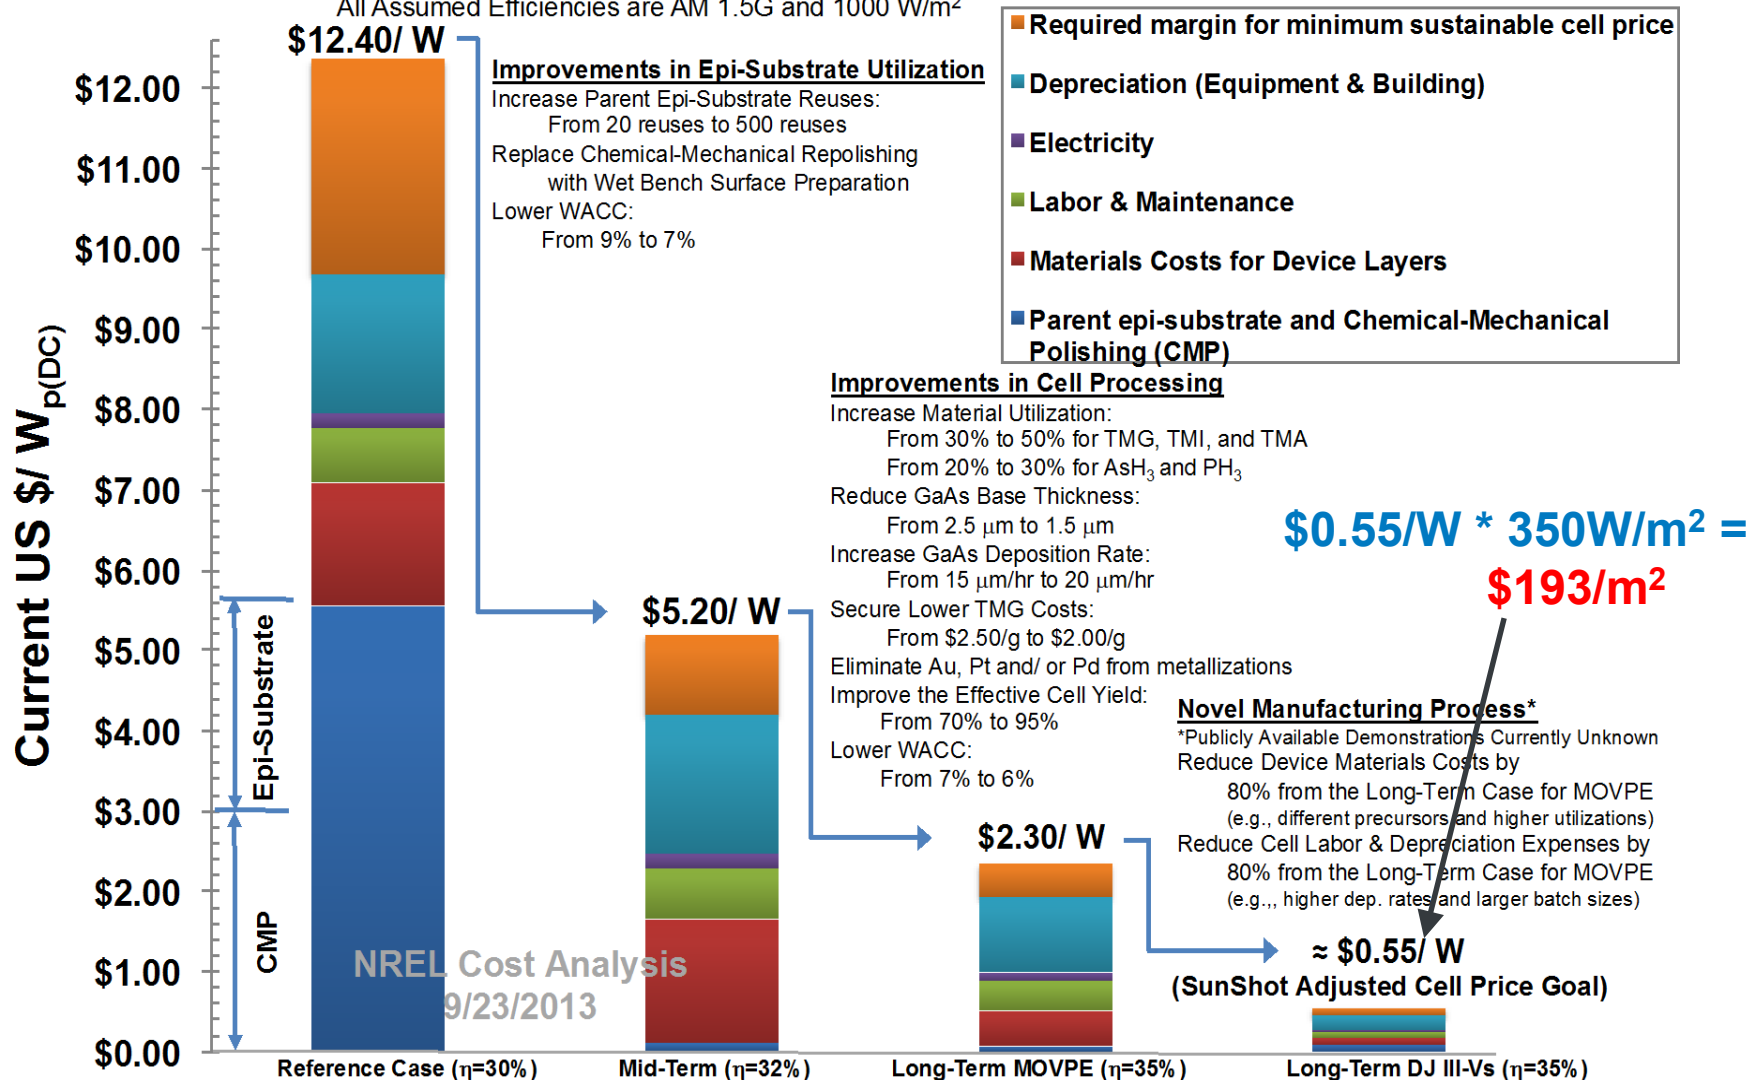 All Assumed Efficiencies are AM 1.5G and 1000 W/m²
$12.40/ W
Required margin for minimum sustainable cell price
Depreciation (Equipment & Building)
Electricity
Labor & Maintenance
Materials Costs for Device Layers
Parent epi-substrate and Chemical-Mechanical
Polishing (CMP)
Improvements in Epi-Substrate Utilization
Increase Parent Epi-Substrate Reuses:
From 20 reuses to 500 reuses
Replace Chemical-Mechanical Repolishing
with Wet Bench Surface Preparation
Lower WACC:
From 9% to 7%
Current US $/ Wp(DC)
$12.00
$11.00
$10.00
$9.00
$8.00
$7.00
$6.00
$5.00
$4.00
$3.00
$2.00
$1.00
$0.00
Epi-Substrate
CMP
$5.20/ W
Improvements in Cell Processing
Increase Material Utilization:
From 30% to 50% for TMG, TMI, and TMA
From 20% to 30% for AsH₃ and PH₃
Reduce GaAs Base Thickness:
From 2.5 μm to 1.5 μm
Increase GaAs Deposition Rate:
From 15 μm/hr to 20 μm/hr
Secure Lower TMG Costs:
From $2.50/g to $2.00/g
Eliminate Au, Pt and/ or Pd from metallizations
Improve the Effective Cell Yield:
From 70% to 95%
Lower WACC:
From 7% to 6%
$0.55/W * 350W/m² =
$193/m²
$2.30/ W
Novel Manufacturing Process*
*Publicly Available Demonstrations Currently Unknown
Reduce Device Materials Costs by
80% from the Long-Term Case for MOVPE
(e.g., different precursors and higher utilizations)
Reduce Cell Labor & Depreciation Expenses by
80% from the Long-Term Case for MOVPE
(e.g.,, higher dep. rates and larger batch sizes)
≈ $0.55/ W
(SunShot Adjusted Cell Price Goal)
NREL Cost Analysis
9/23/2013
Reference Case (η=30%)
Mid-Term (η=32%)
Long-Term MOVPE (η=35%)
Long-Term DJ III-Vs (η=35%)